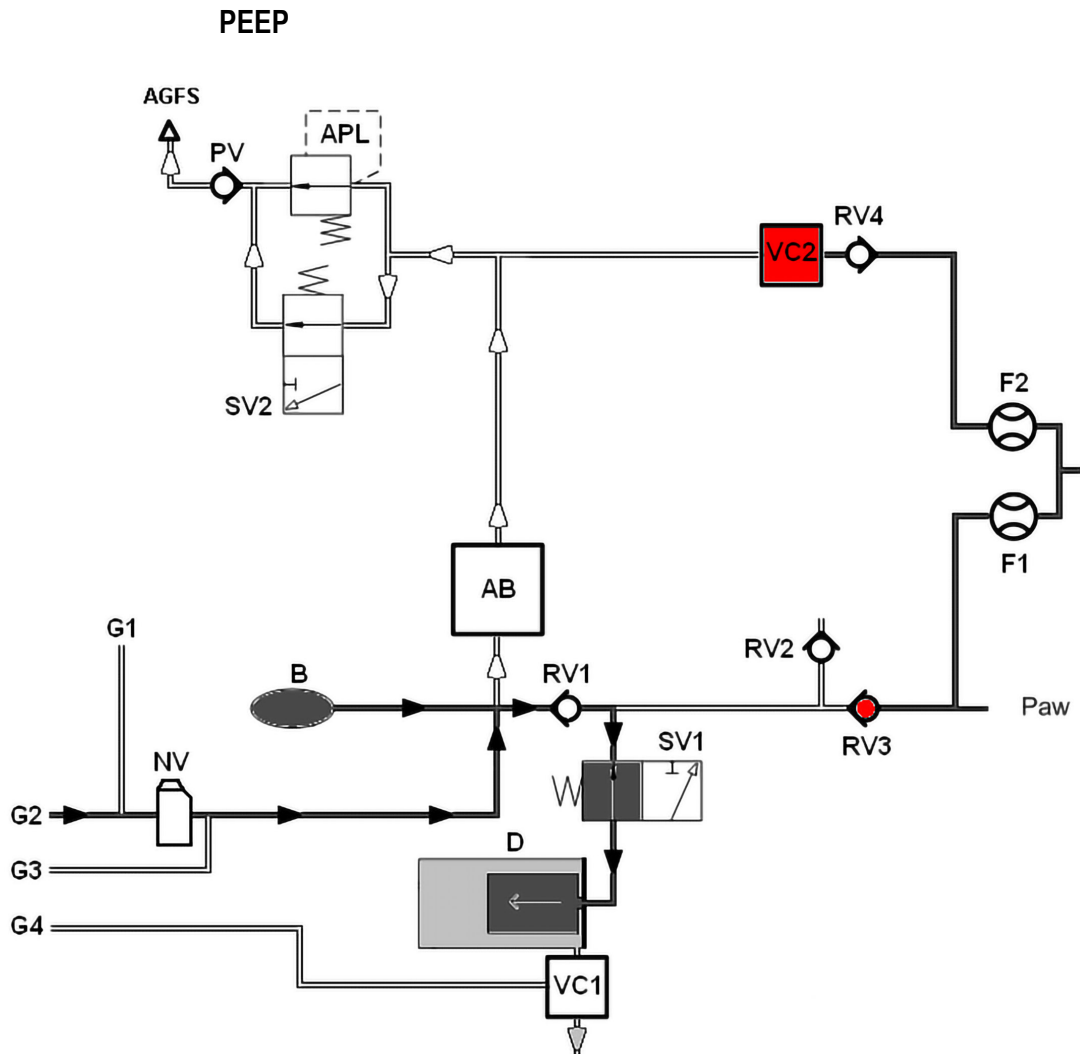 PEEP
AGFS
APL
PV
RV4
VC2
F2
SV2
F1
AB
G1
B
RV1
RV2
Paw
RV3
SV1
NV
G2
D
G3
G4
VC1